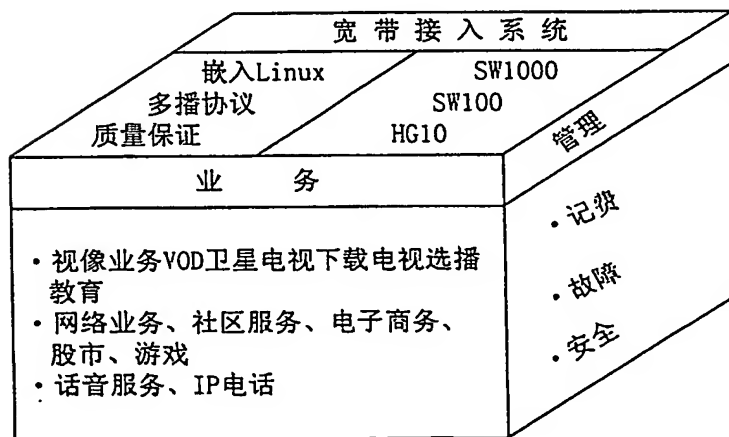 宽带接入系统
嵌入Linux
SW1000
多播协议
SW100
质量保证
HG10
管理
业 务
· 记费
· 视像业务VOD卫星电视下载电视选播
教育
· 故障
· 网络业务、社区服务、电子商务、
股市、游戏
· 安全
· 话音服务、IP电话